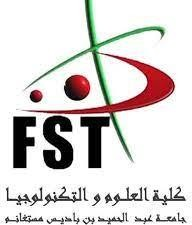 FST
كلية العلوم و التكنولوجيا
جامعة عبد الحميد بن باديس مستغانم